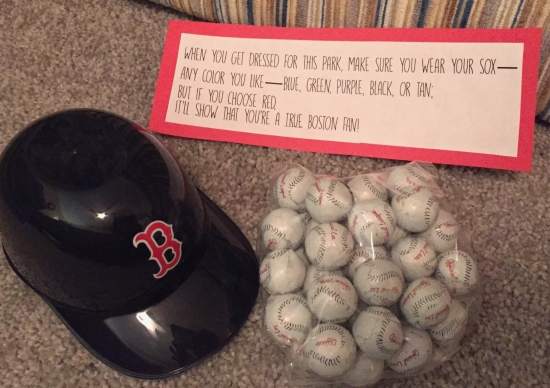 WHEN YOU GET DRESSED FOR THIS PARK, MAKE SURE YOU WEAR YOUR SOX—
ANY COLOR YOU LIKE—BLUE, GREEN, PURPLE, BLACK, OR TAN;
BUT IF YOU CHOOSE RED,
IT'LL SHOW THAT YOU'RE A TRUE BOSTON FAN!
B